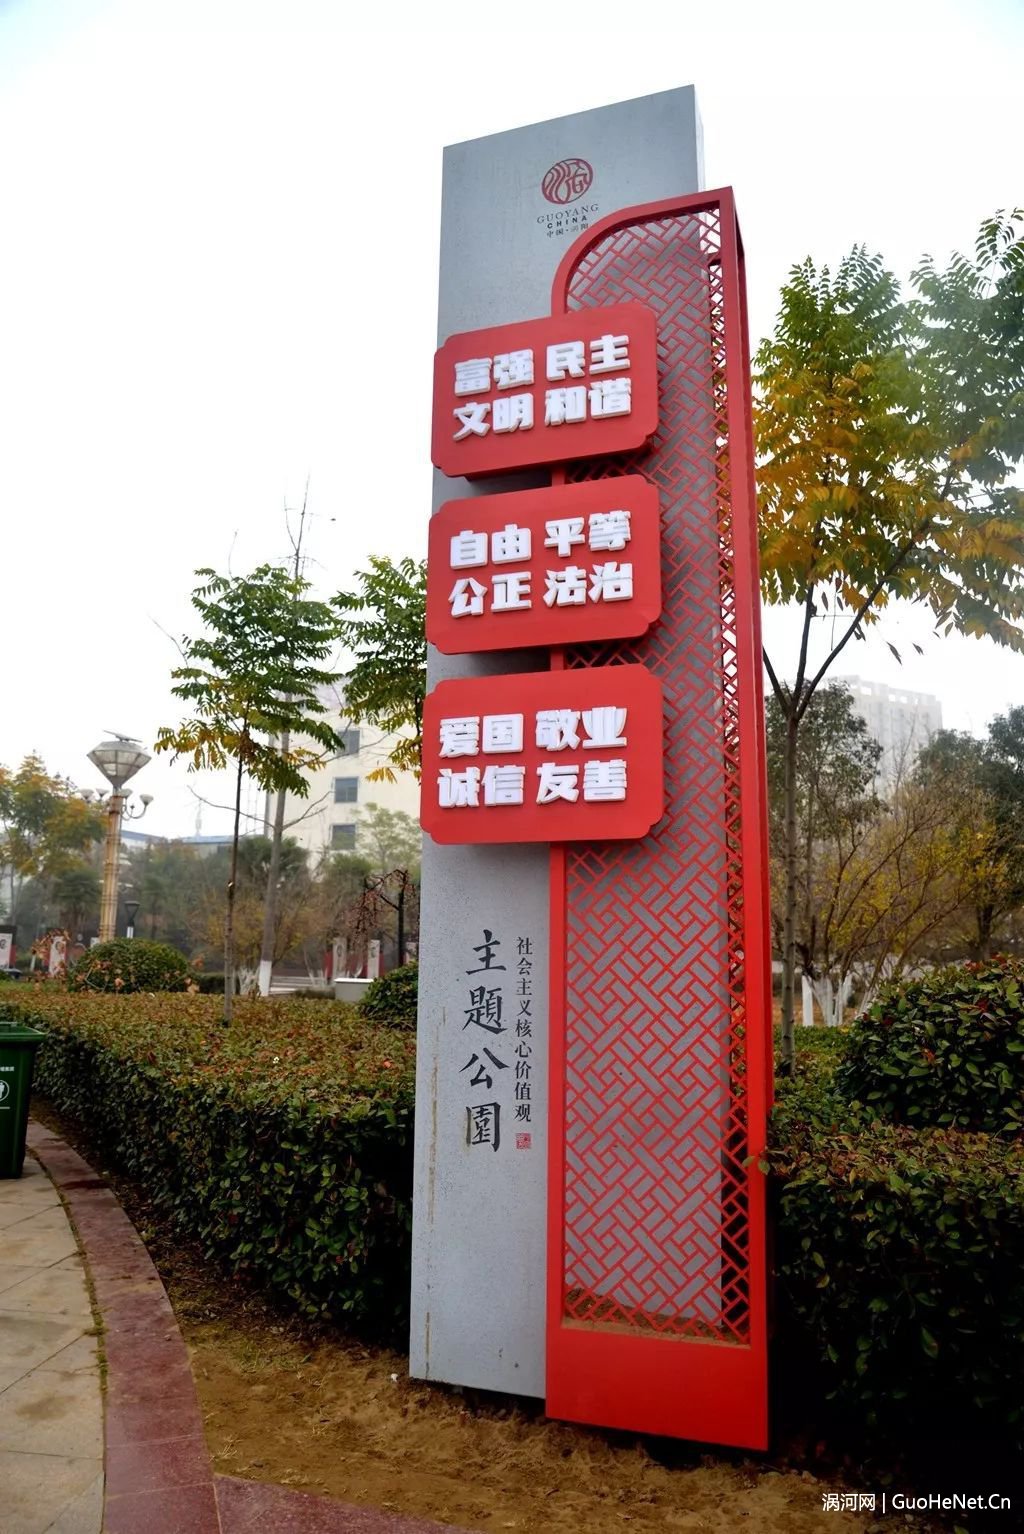 GUOYANG
CHINA
中国·涡阳
富强 民主
文明 和谐
自由 平等
公正 法治
爱国 敬业
诚信 友善
社会主义核心价值观
主題公園
涡河网 | GuoHeNet.Cn